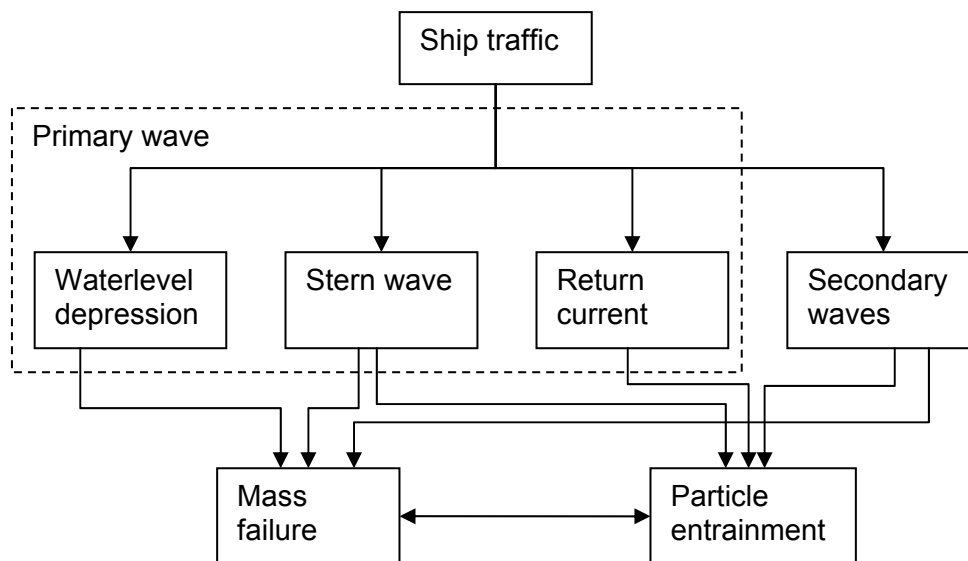 Ship traffic
Primary wave
Waterlevel
depression
Stern wave
Return
current
Secondary
waves
Mass
failure
Particle
entrainment